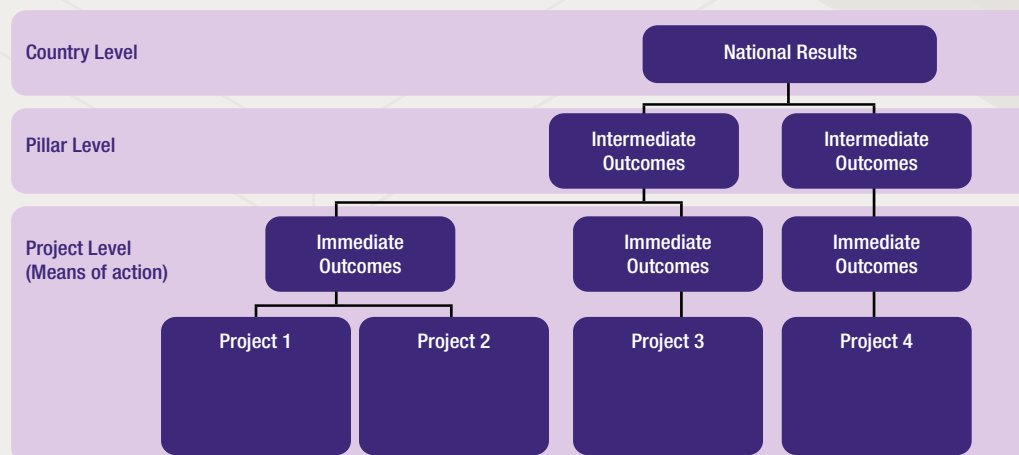 Country Level
National Results
Pillar Level
Intermediate
Outcomes
Intermediate
Outcomes
Project Level
(Means of action)
Immediate
Outcomes
Immediate
Outcomes
Immediate
Outcomes
Project 1
Project 2
Project 3
Project 4